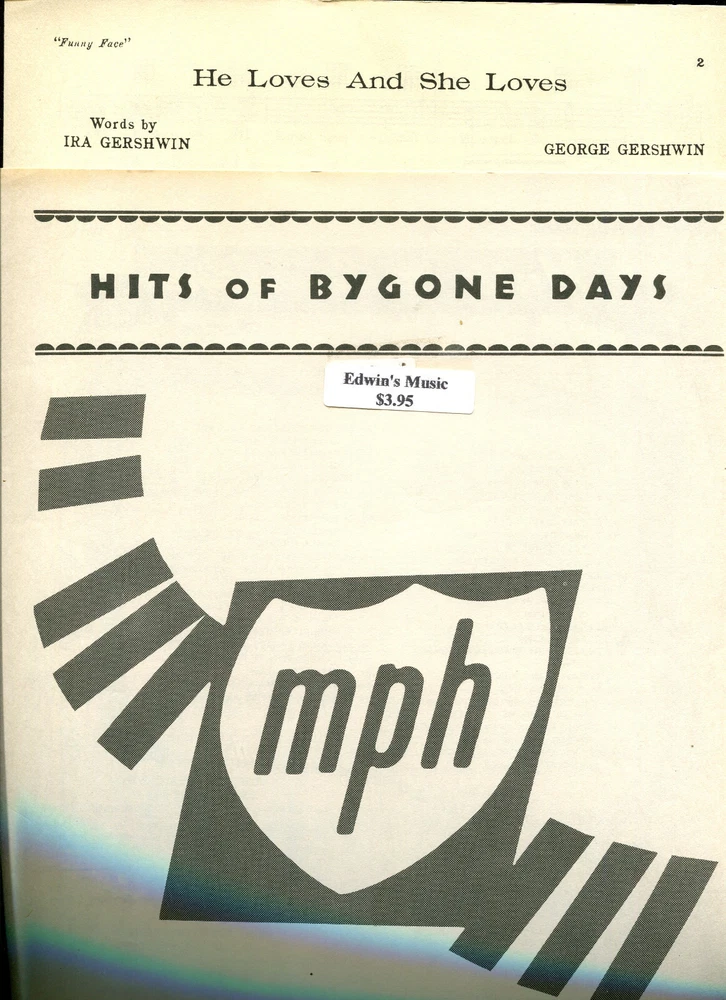 "Funny Face"
2
He Loves And She Loves
Words by
IRA GERSHWIN
GEORGE GERSHWIN
HITS OF BYGONE DAYS
Edwin's Music
$3.95
mph